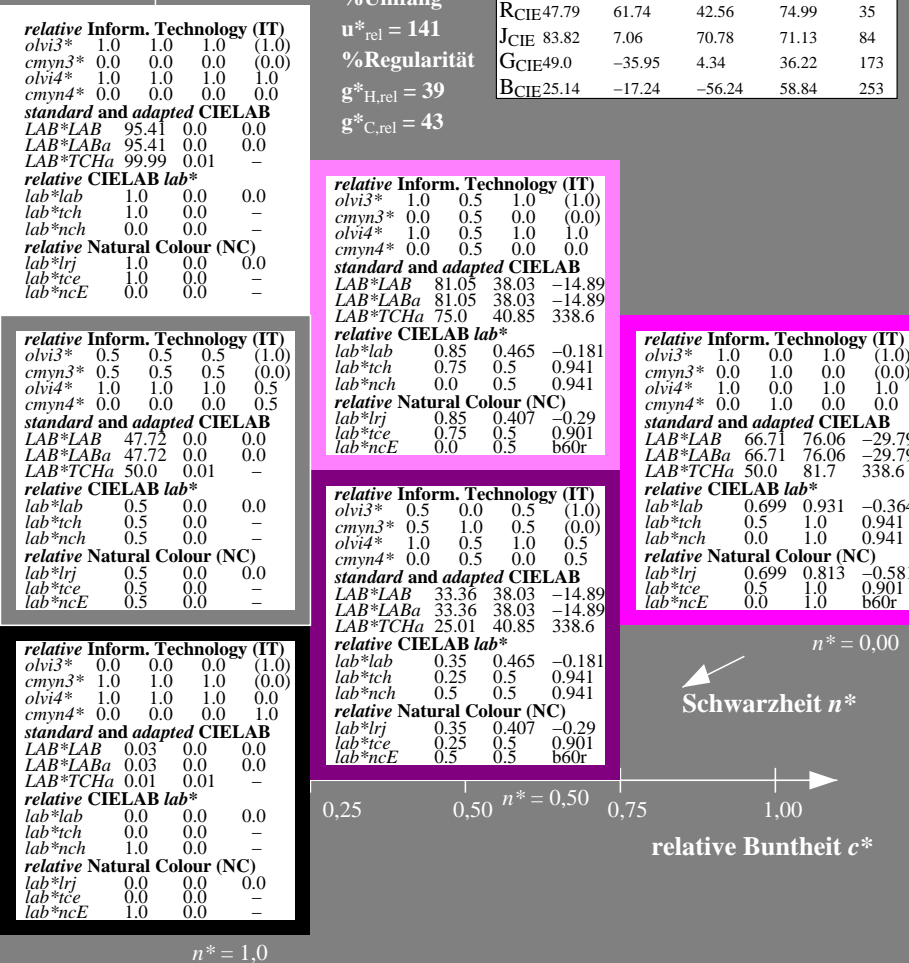 %Umfang
u*rel = 141
%Regularität
g*H,rel = 39
g*C,rel = 43
RCIE 47.79 61.74 42.56 74.99 35
JCIE 83.82 7.06 70.78 71.13 84
GCIE 49.0 −35.95 4.34 36.22 173
BCIE 25.14 −17.24 −56.24 58.84 253
relative Inform. Technology (IT)
olvi3* 1.0 1.0 1.0 (1.0)
cmyn3* 0.0 0.0 0.0 (0.0)
olvi4* 1.0 1.0 1.0 1.0
cmyn4* 0.0 0.0 0.0 0.0
standard and adapted CIELAB
LAB*LAB 95.41 0.0 0.0
LAB*LABa 95.41 0.0 0.0
LAB*TCHa 99.99 0.01 –
relative CIELAB lab*
lab*lab 1.0 0.0 0.0
lab*tch 1.0 0.0 –
lab*nch 0.0 0.0 –
relative Natural Colour (NC)
lab*lrj 1.0 0.0 0.0
lab*tce 1.0 0.0 –
lab*ncE 0.0 0.0 –
relative Inform. Technology (IT)
olvi3* 1.0 0.5 1.0 (1.0)
cmyn3* 0.0 0.5 0.0 (0.0)
olvi4* 1.0 0.5 1.0 1.0
cmyn4* 0.0 0.5 0.0 0.0
standard and adapted CIELAB
LAB*LAB 81.05 38.03 −14.89
LAB*LABa 81.05 38.03 −14.89
LAB*TCHa 75.0 40.85 338.6
relative CIELAB lab*
lab*lab 0.85 0.465 −0.181
lab*tch 0.75 0.5 0.941
lab*nch 0.0 0.5 0.941
relative Natural Colour (NC)
lab*lrj 0.85 0.407 −0.29
lab*tce 0.75 0.5 0.901
lab*ncE 0.0 0.5 b60r
relative Inform. Technology (IT)
olvi3* 0.5 0.5 0.5 (1.0)
cmyn3* 0.5 0.5 0.5 (0.0)
olvi4* 1.0 1.0 1.0 0.5
cmyn4* 0.0 0.0 0.0 0.5
standard and adapted CIELAB
LAB*LAB 47.72 0.0 0.0
LAB*LABa 47.72 0.0 0.0
LAB*TCHa 50.0 0.01 –
relative CIELAB lab*
lab*lab 0.5 0.0 0.0
lab*tch 0.5 0.0 –
lab*nch 0.5 0.0 –
relative Natural Colour (NC)
lab*lrj 0.5 0.0 0.0
lab*tce 0.5 0.0 –
lab*ncE 0.5 0.0 –
relative Inform. Technology (IT)
olvi3* 1.0 0.0 1.0 (1.0)
cmyn3* 0.0 1.0 0.0 (0.0)
olvi4* 1.0 0.0 1.0 1.0
cmyn4* 0.0 1.0 0.0 0.0
standard and adapted CIELAB
LAB*LAB 66.71 76.06 −29.79
LAB*LABa 66.71 76.06 −29.79
LAB*TCHa 50.0 81.7 338.6
relative CIELAB lab*
lab*lab 0.699 0.931 −0.364
lab*tch 0.5 1.0 0.941
lab*nch 0.0 1.0 0.941
relative Natural Colour (NC)
lab*lrj 0.699 0.813 −0.581
lab*tce 0.5 1.0 0.901
lab*ncE 0.0 1.0 b60r
relative Inform. Technology (IT)
olvi3* 0.5 0.0 0.5 (1.0)
cmyn3* 0.5 1.0 0.5 (0.0)
olvi4* 1.0 0.5 1.0 0.5
cmyn4* 0.0 0.5 0.0 0.5
standard and adapted CIELAB
LAB*LAB 33.36 38.03 −14.89
LAB*LABa 33.36 38.03 −14.89
LAB*TCHa 25.01 40.85 338.6
relative CIELAB lab*
lab*lab 0.35 0.465 −0.181
lab*tch 0.25 0.5 0.941
lab*nch 0.5 0.5 0.941
relative Natural Colour (NC)
lab*lrj 0.35 0.407 −0.29
lab*tce 0.25 0.5 0.901
lab*ncE 0.5 0.5 b60r
relative Inform. Technology (IT)
olvi3* 0.0 0.0 0.0 (1.0)
cmyn3* 1.0 1.0 1.0 (0.0)
olvi4* 1.0 1.0 1.0 0.0
cmyn4* 0.0 0.0 0.0 1.0
standard and adapted CIELAB
LAB*LAB 0.03 0.0 0.0
LAB*LABa 0.03 0.0 0.0
LAB*TCHa 0.01 0.01 –
relative CIELAB lab*
lab*lab 0.0 0.0 0.0
lab*tch 0.0 0.0 –
lab*nch 1.0 0.0 –
relative Natural Colour (NC)
lab*lrj 0.0 0.0 0.0
lab*tce 0.0 0.0 –
lab*ncE 1.0 0.0 –
n* = 0,00
Schwarzheit n*
0,25 0,50 n* = 0,50 0,75 1,00
relative Buntheit c*
n* = 1,0